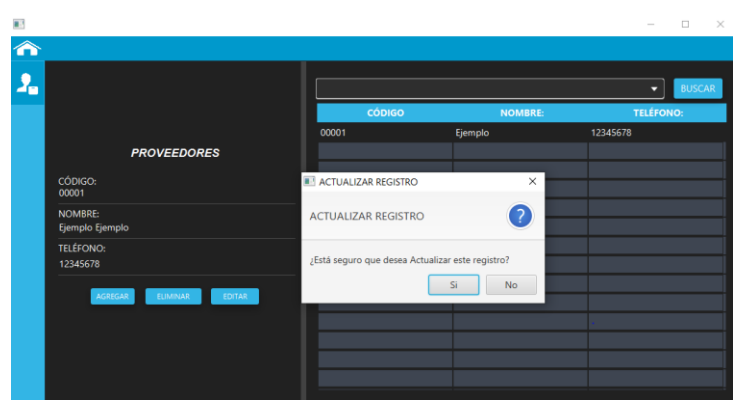 BUSCAR
CÓDIGO NOMBRE: TELÉFONO:
00001 Ejemplo 12345678
PROVEEDORES
CÓDIGO:
00001
NOMBRE:
Ejemplo Ejemplo
TELÉFONO:
12345678
AGREGAR ELIMINAR EDITAR
ACTUALIZAR REGISTRO
ACTUALIZAR REGISTRO
?
¿Está seguro que desea Actualizar este registro?
Si No